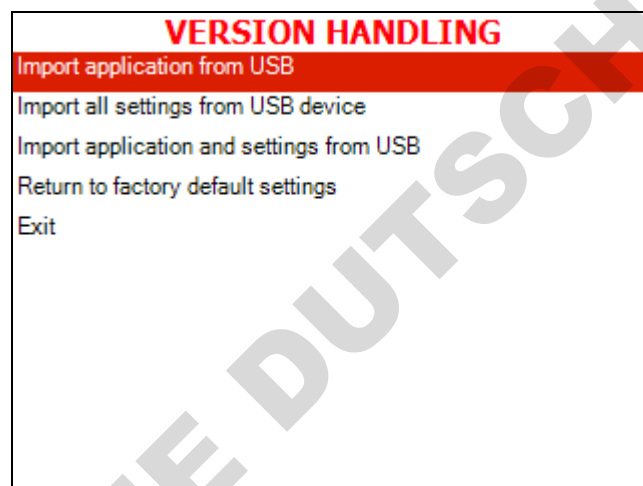 VERSION HANDLING
Import application from USB
Import all settings from USB device
Import application and settings from USB
Return to factory default settings
Exit